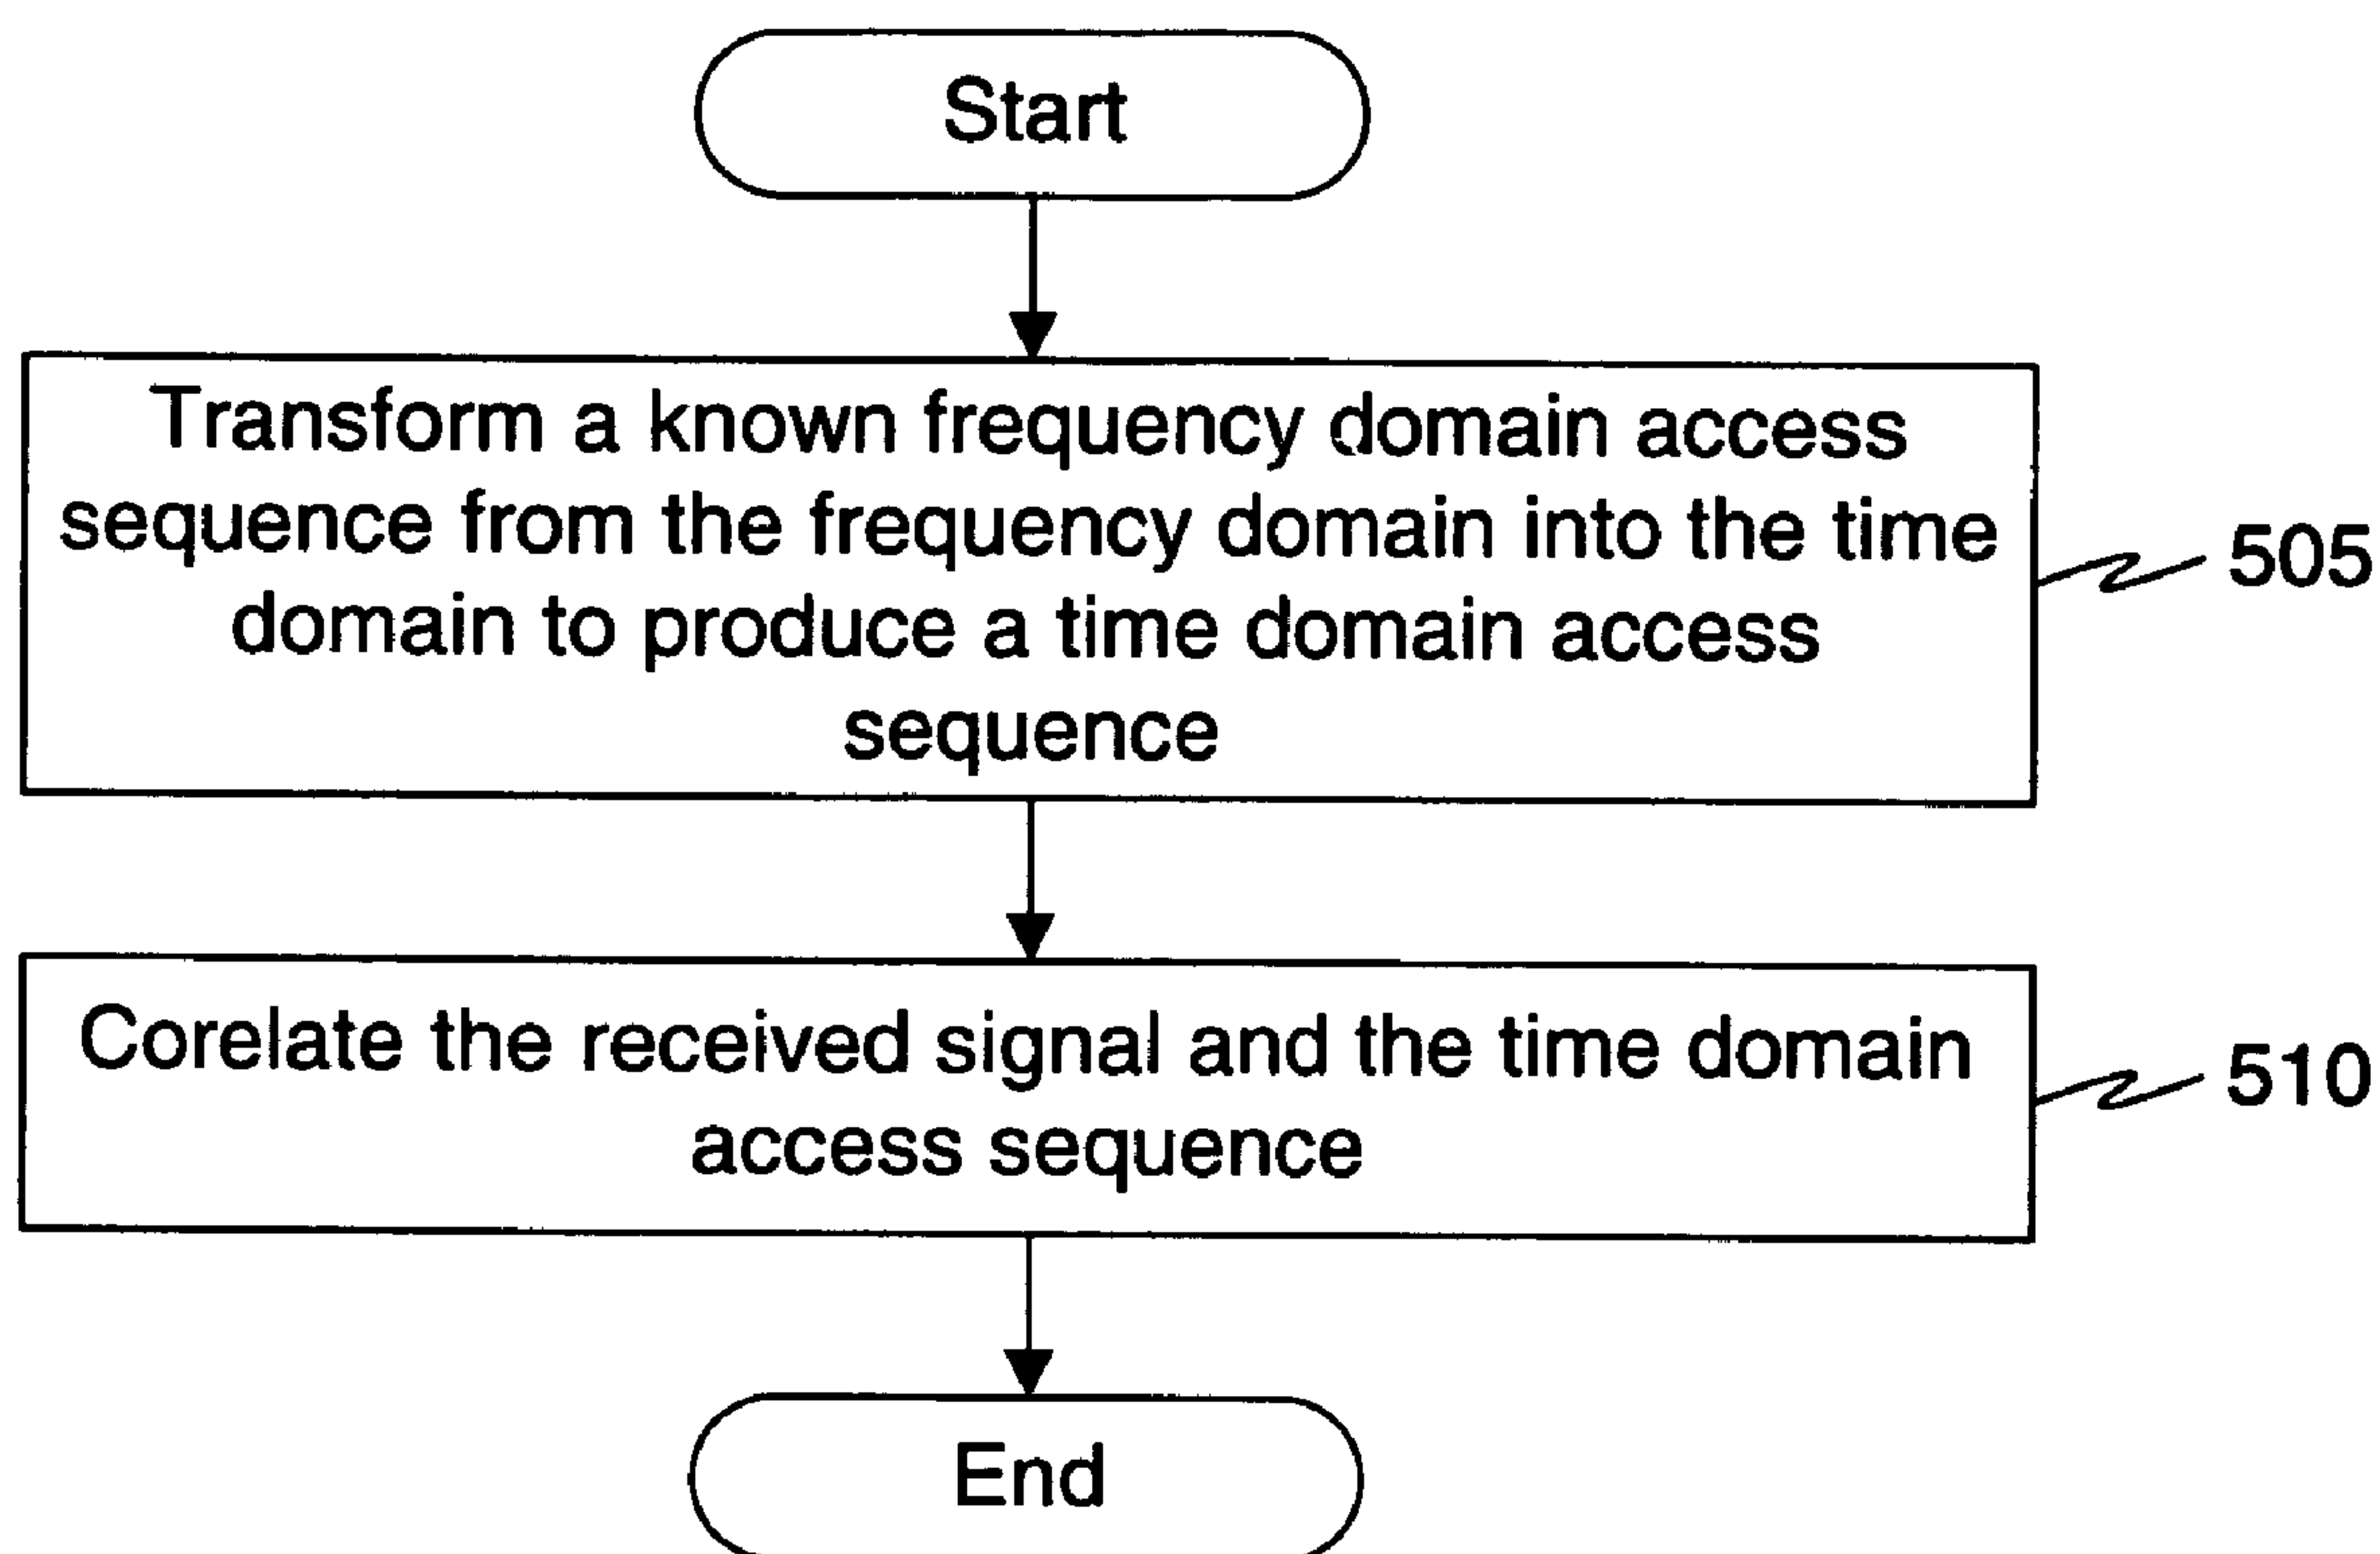 Start
Transform a known frequency domain access
sequence from the frequency domain into the time
domain to produce a time domain access
sequence
505
Corelate the received signal and the time domain
access sequence
510
End